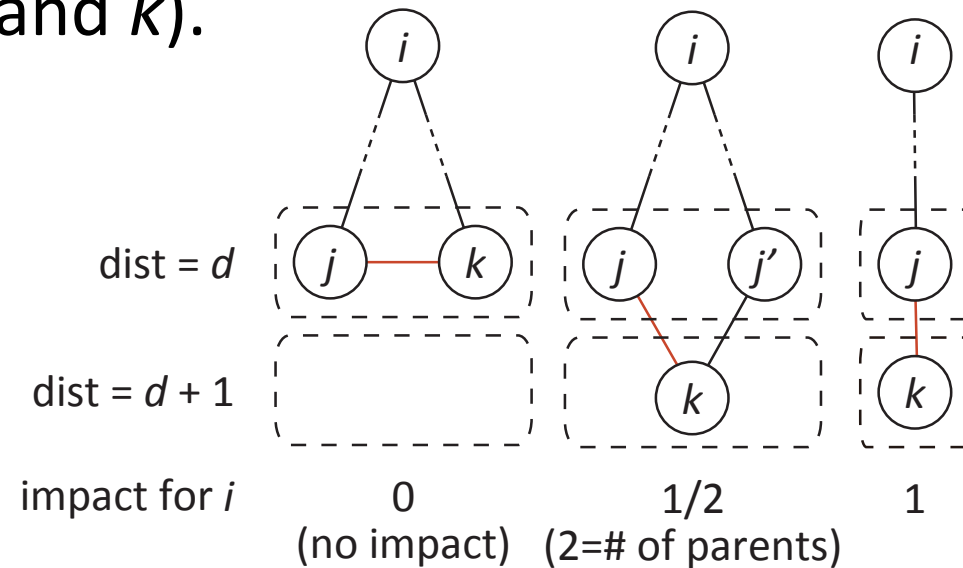 and k).
i i i
dist = d j k j j' j
dist = d + 1 k k
impact for i 0 1/2 1
(no impact) (2=# of parents)